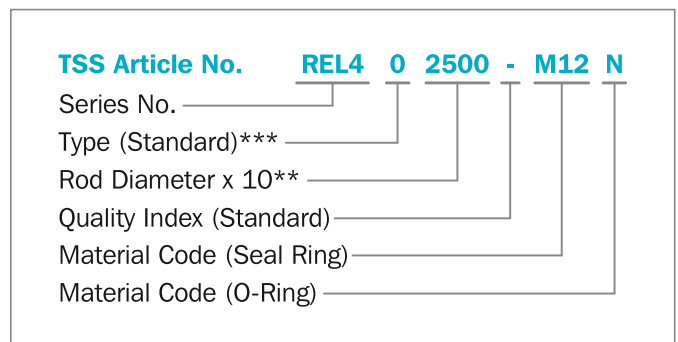 TSS Article No. REL4 0 2500 - M12 N
Series No.
Type (Standard)***
Rod Diameter x 10**
Quality Index (Standard)
Material Code (Seal Ring)
Material Code (O-Ring)